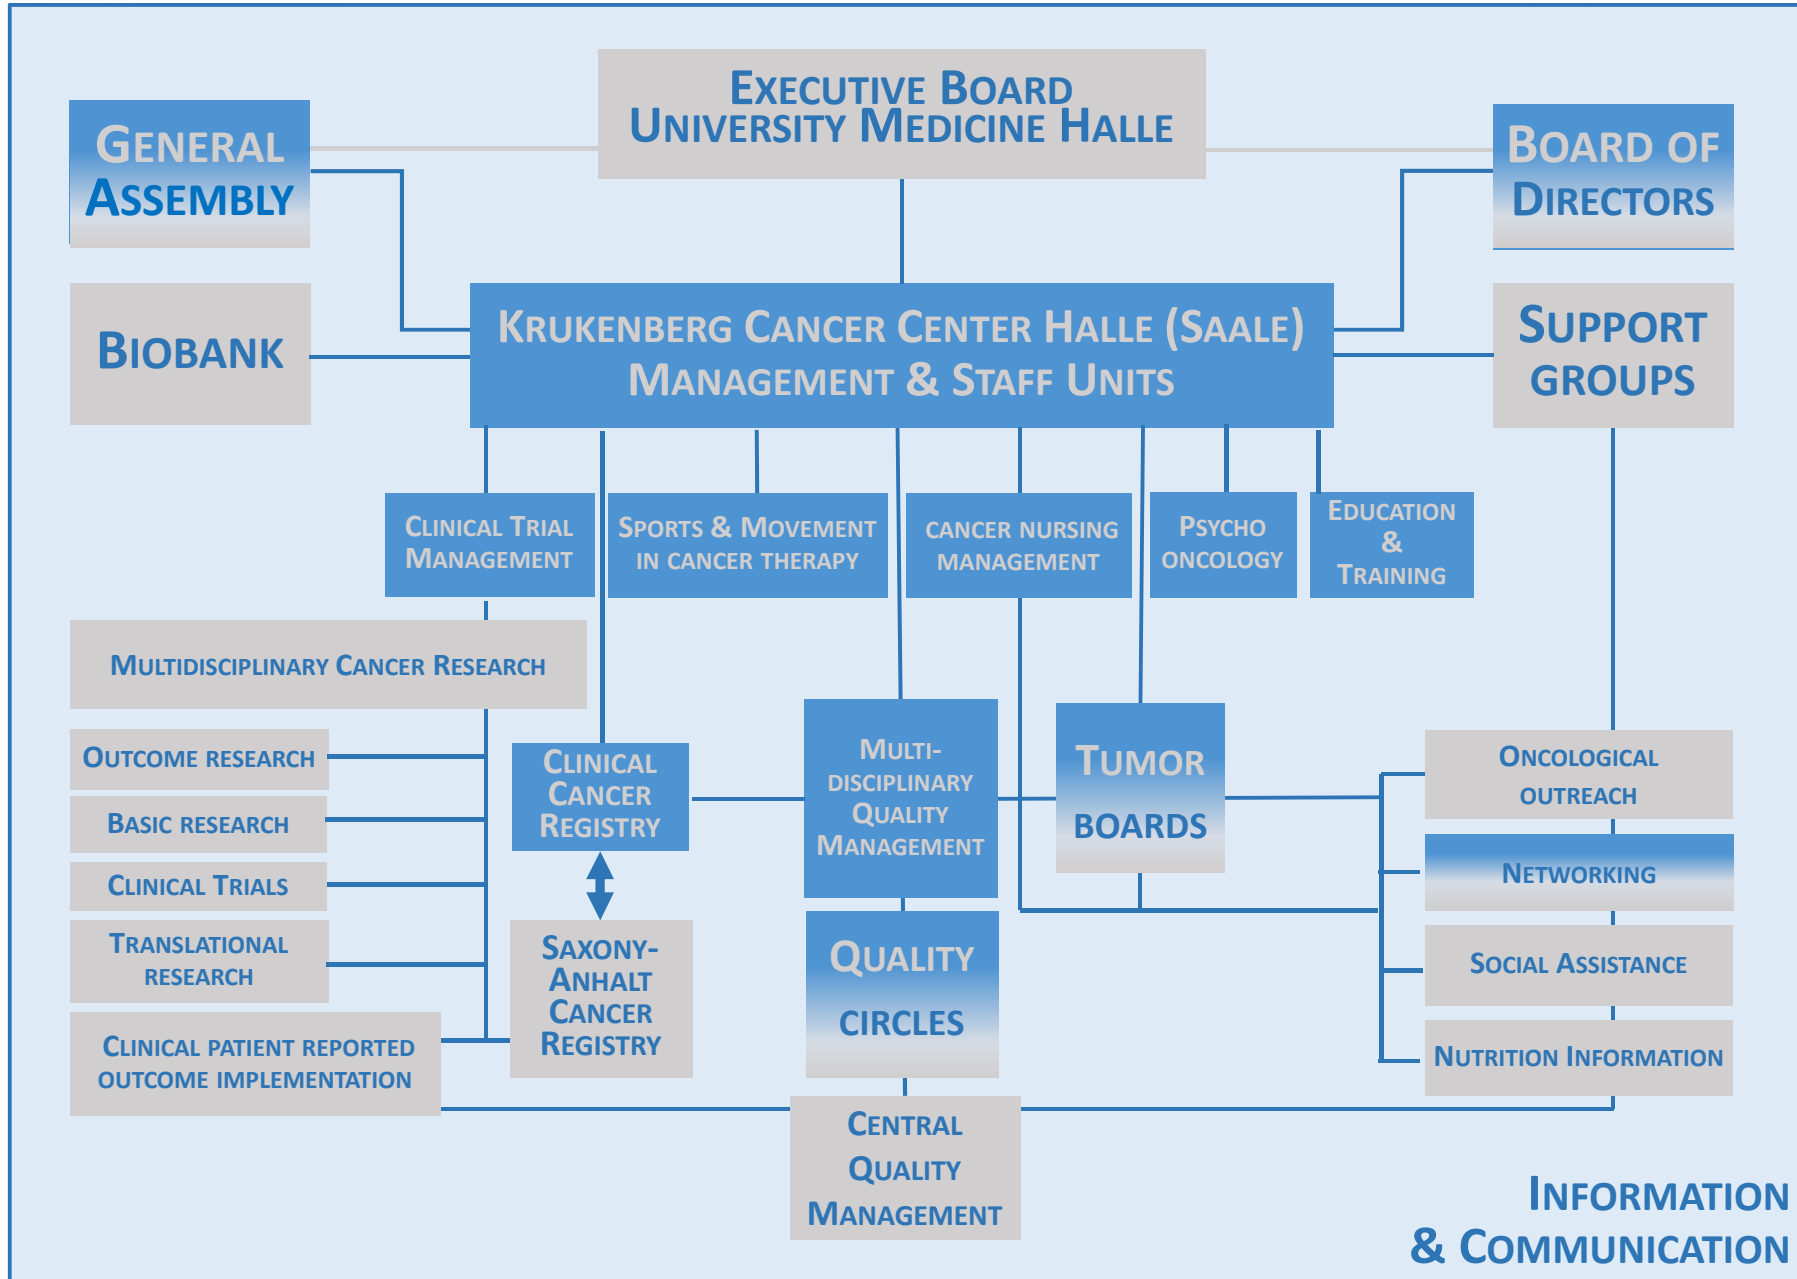 Executive Board
University Medicine Halle
General
Assembly
Board of
Directors
Biobank
Krukenberg Cancer Center Halle (Saale)
Management & Staff Units
Support
groups
Clinical Trial
Management
Sports & Movement
in cancer therapy
cancer nursing
management
Psycho
oncology
Education
&
Training
Multidisciplinary Cancer Research
Outcome research
Basic research
Clinical Trials
Translational
research
Clinical patient reported
outcome implementation
Clinical
Cancer
Registry
Saxony-
Anhalt
Cancer
Registry
Multi-
disciplinary
Quality
Management
Quality
circles
Central
Quality
Management
Tumor
boards
Oncological
outreach
Networking
Social Assistance
Nutrition Information
Information
& Communication